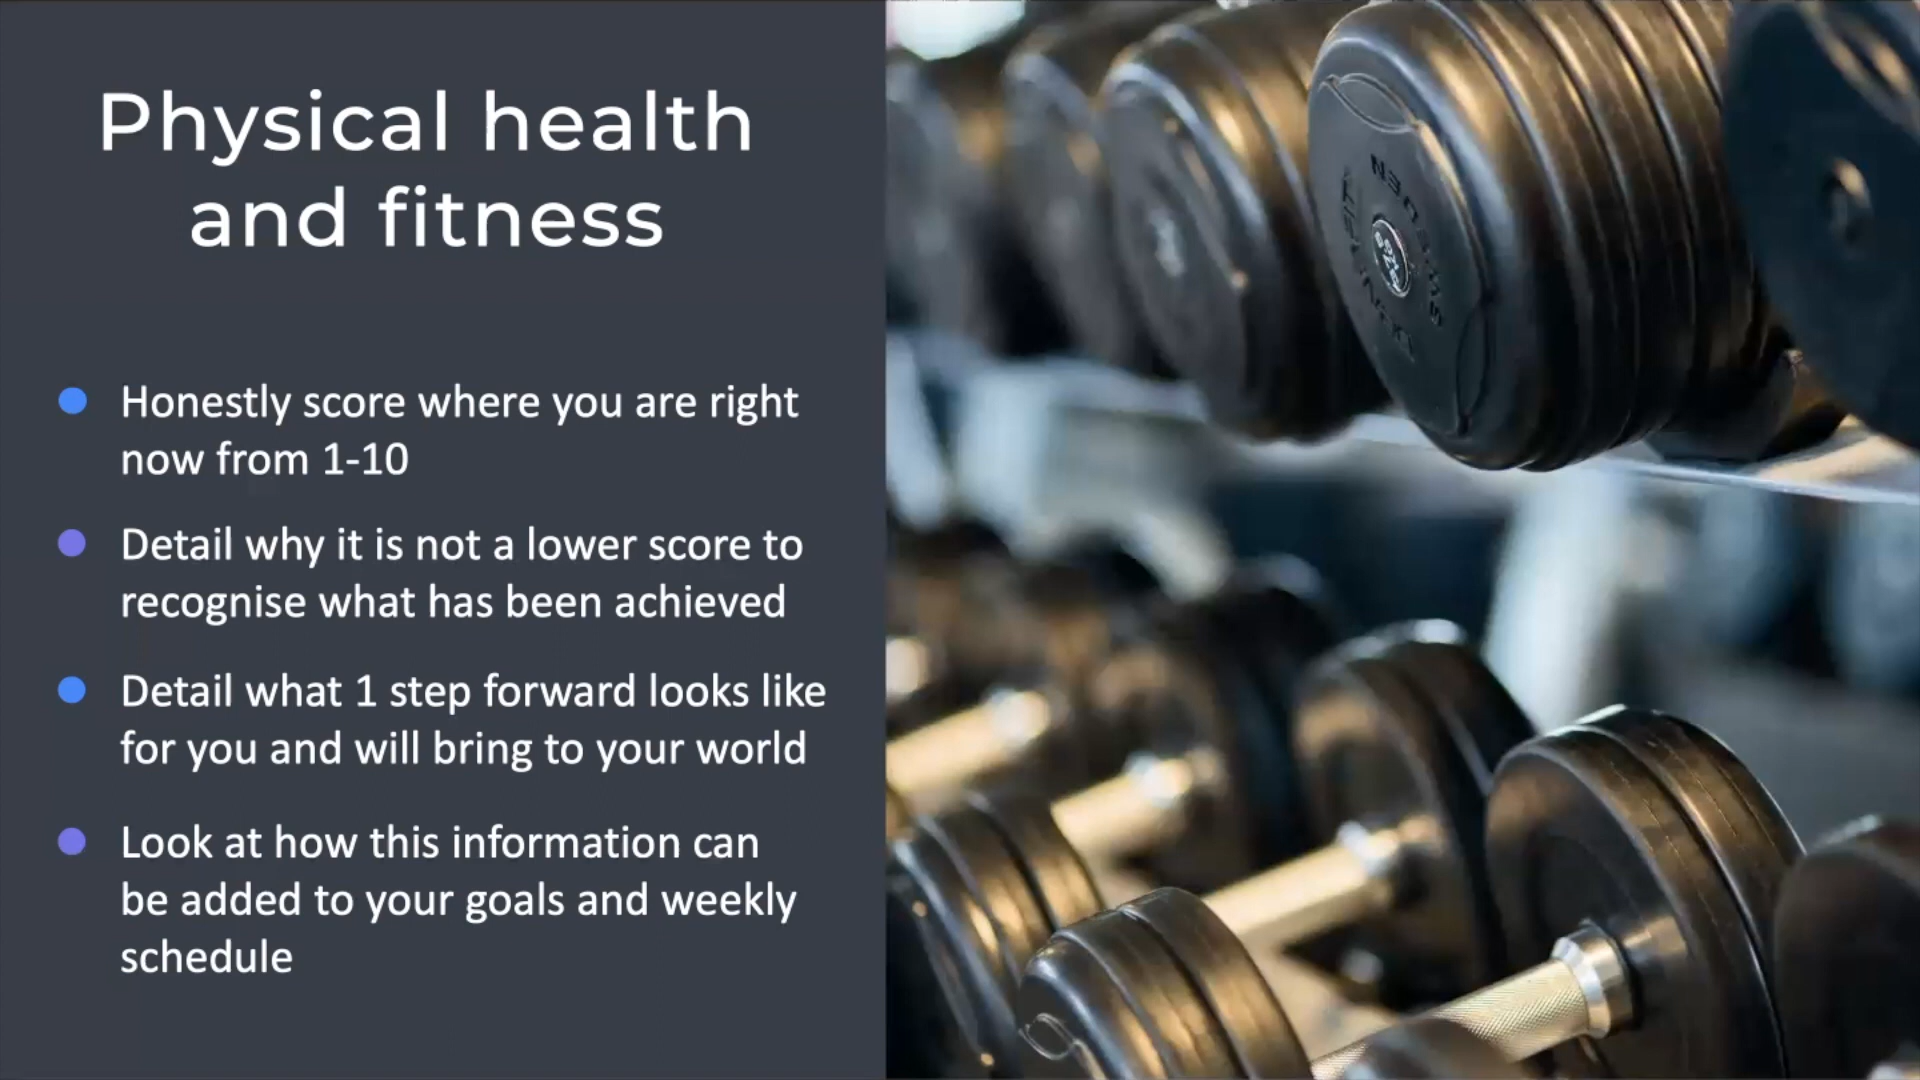 Physical health
and fitness
Honestly score where you are right
now from 1-10
Detail why it is not a lower score to
recognise what has been achieved
Detail what 1 step forward looks like
for you and will bring to your world
Look at how this information can
be added to your goals and weekly
schedule